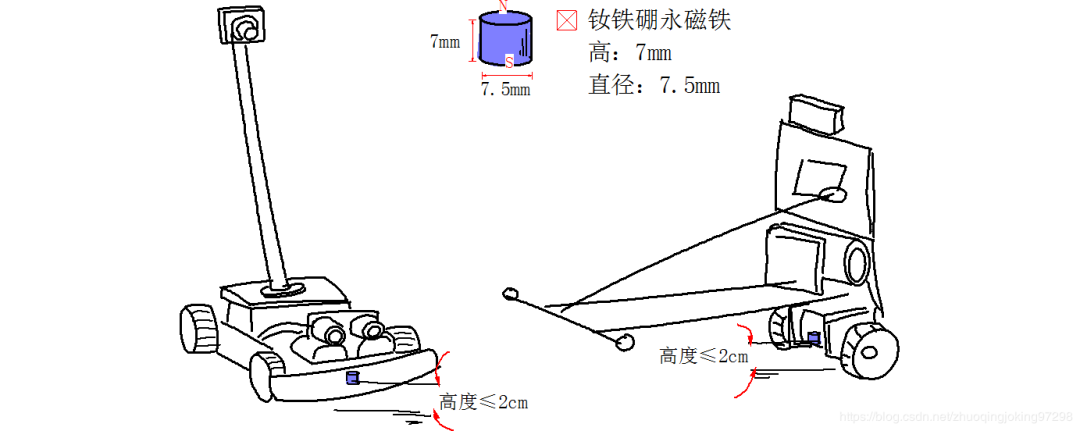 N
7mm
S
7.5mm
钕铁硼永磁铁
高: 7mm
直径: 7.5mm
高度≤2cm
高度≤2cm
https://blog.csdn.net/zhuoqingjoking97298